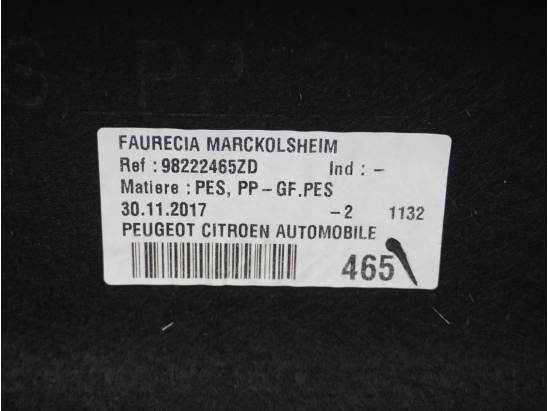 S, PP
FAURECIA MARCKOLSHEIM
Ref : 98222465ZD Ind : -
Matiere : PES, PP-GF.PES
30.11.2017 -2 1132
PEUGEOT CITROEN AUTOMOBILE
465